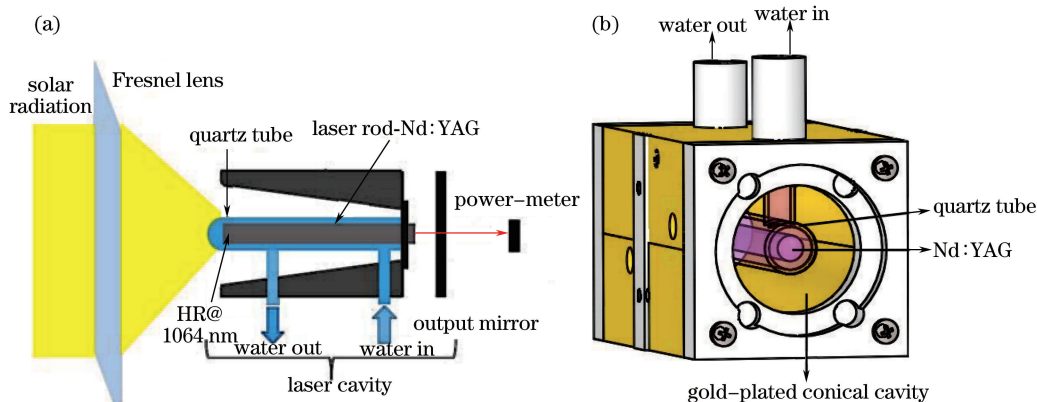 (a)
solar
radiation
Fresnel lens
quartz tube
laser rod-Nd:YAG
power-meter
HR@
1064 nm
water out
water in
output mirror
laser cavity
(b)
water out
water in
quartz tube
Nd:YAG
gold-plated conical cavity